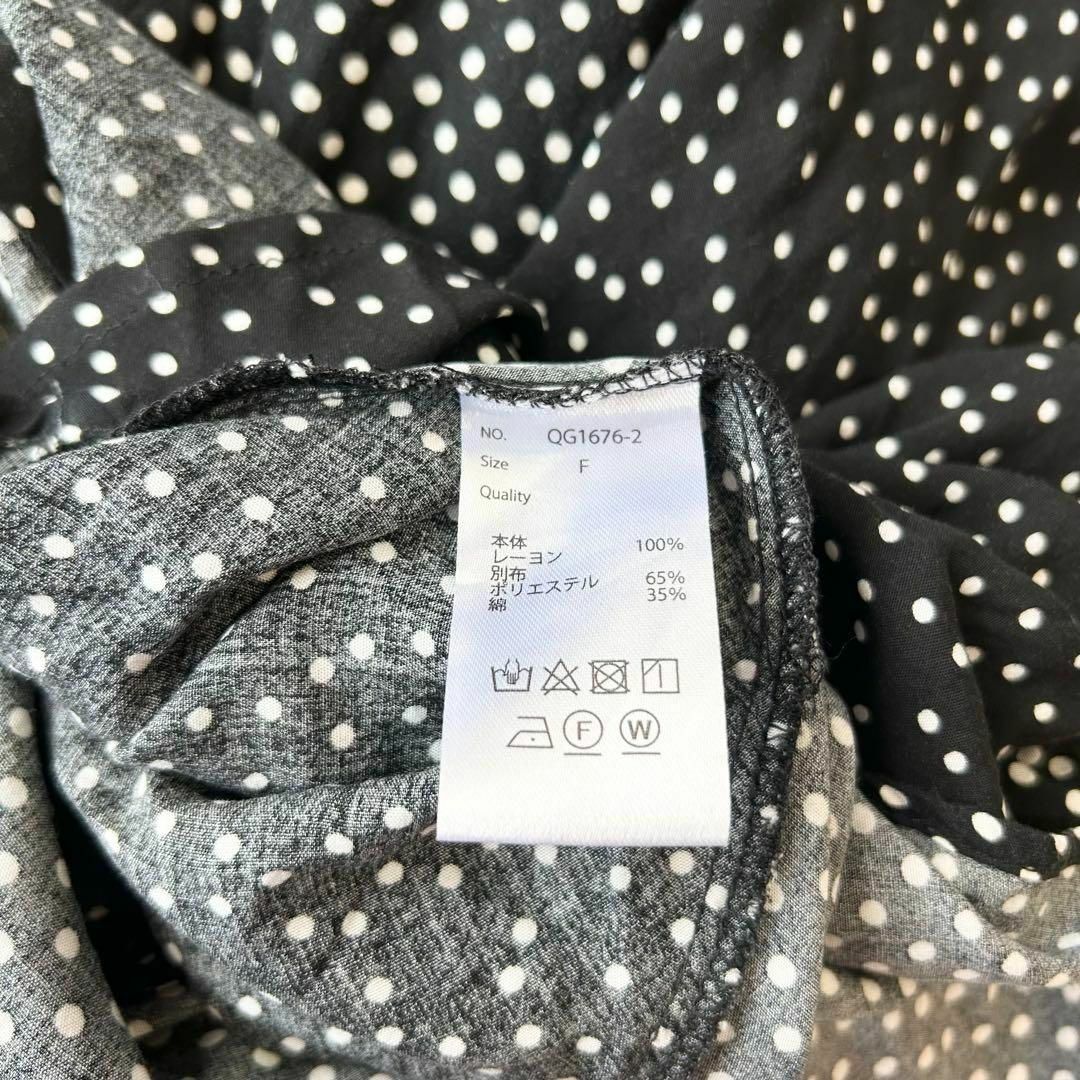 NO. QG1676-2
Size F
Quality
本体
レーヨン 100%
別布
ポリエステル 65%
綿 35%
F W